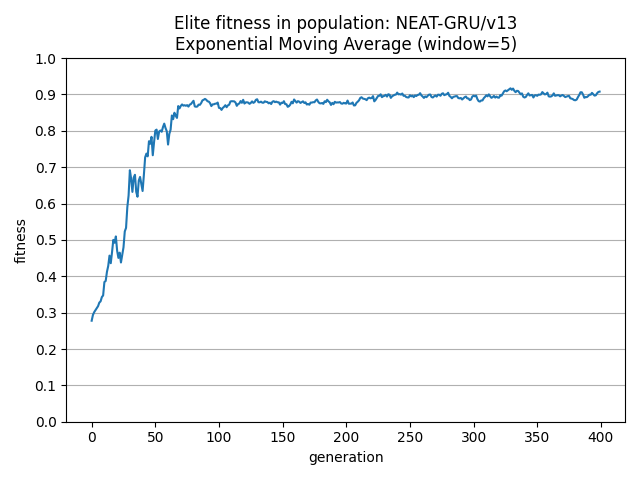 Elite fitness in population: NEAT-GRU/v13
Exponential Moving Average (window=5)
fitness
1.0
0.9
0.8
0.7
0.6
0.5
0.4
0.3
0.2
0.1
0.0
0 50 100 150 200 250 300 350 400
generation